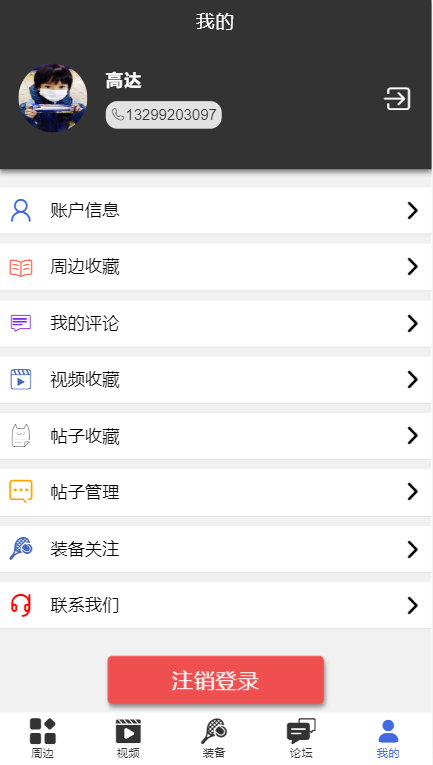 我的
高达
13299203097
账户信息
周边收藏
我的评论
视频收藏
帖子收藏
帖子管理
装备关注
联系我们
注销登录
周边 视频 装备 论坛 我的